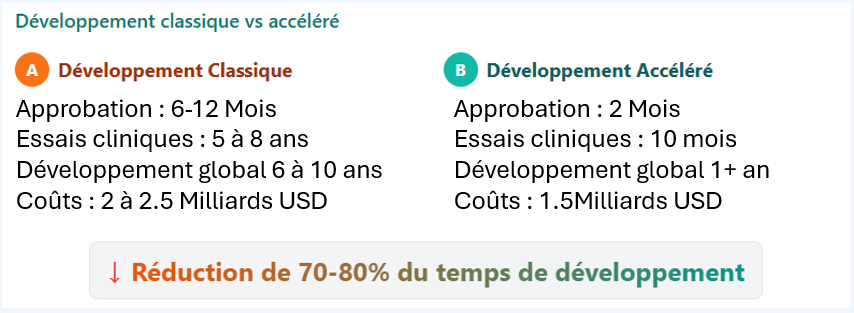 Développement classique vs accéléré
A Développement Classique
Approbation : 6-12 Mois
Essais cliniques : 5 à 8 ans
Développement global 6 à 10 ans
Coûts : 2 à 2.5 Milliards USD
B Développement Accéléré
Approbation : 2 Mois
Essais cliniques : 10 mois
Développement global 1+ an
Coûts : 1.5Milliards USD
↓ Réduction de 70-80% du temps de développement